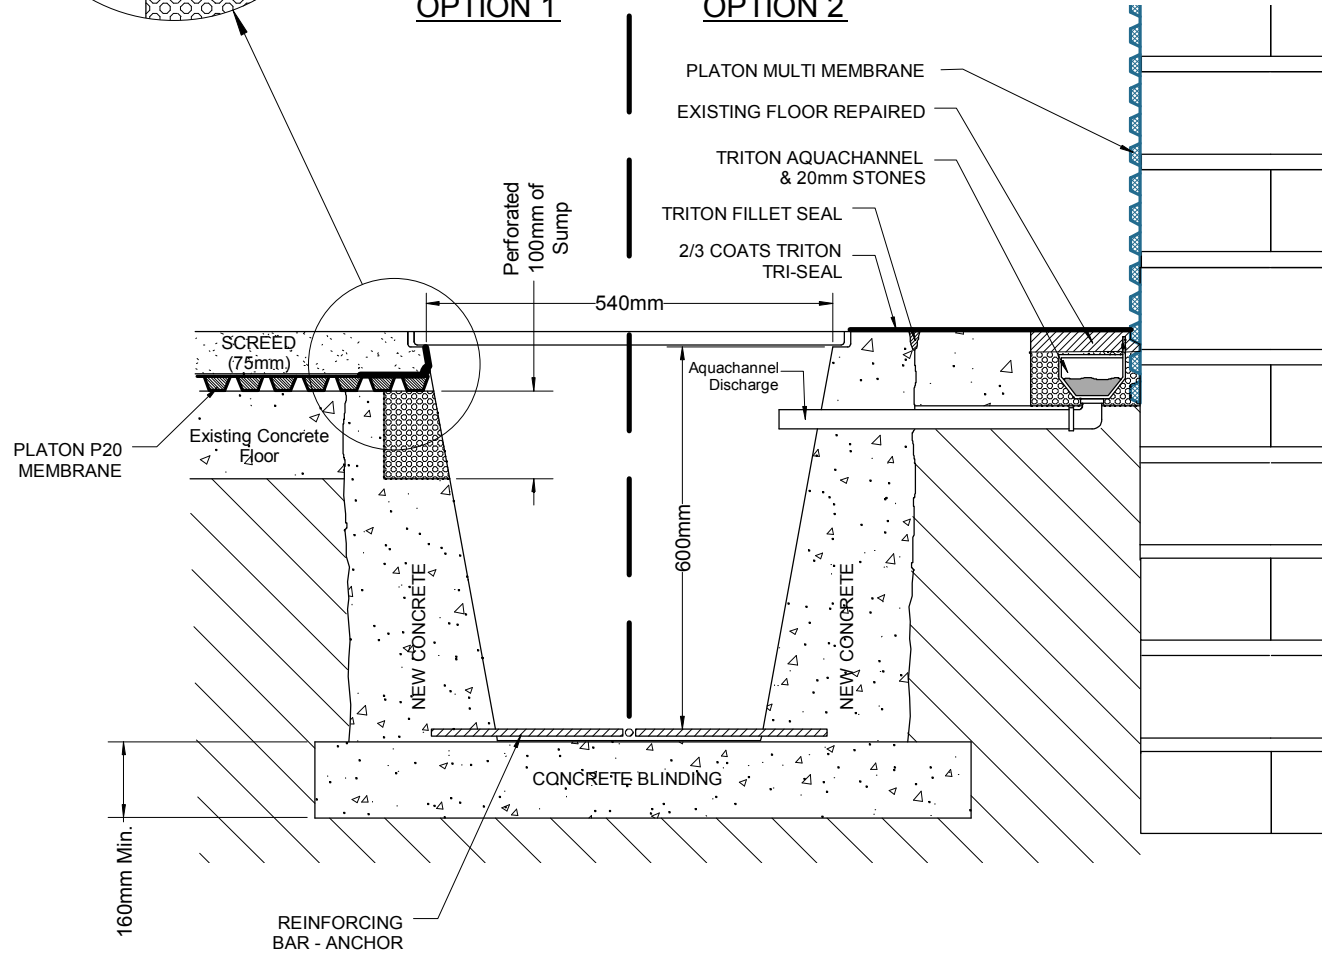 OPTION 1
OPTION 2
PLATON MULTI MEMBRANE
EXISTING FLOOR REPAIRED
TRITON AQUACHANNEL
& 20mm STONES
TRITON FILLET SEAL
2/3 COATS TRITON
TRI-SEAL
Perforated
100mm of
Sump
540mm
SCREED
(75mm)
Aquachannel
Discharge
PLATON P20
MEMBRANE
Existing Concrete
Floor
600mm
NEW CONCRETE
NEW CONCRETE
CONCRETE BLINDING
160mm Min.
REINFORCING
BAR - ANCHOR